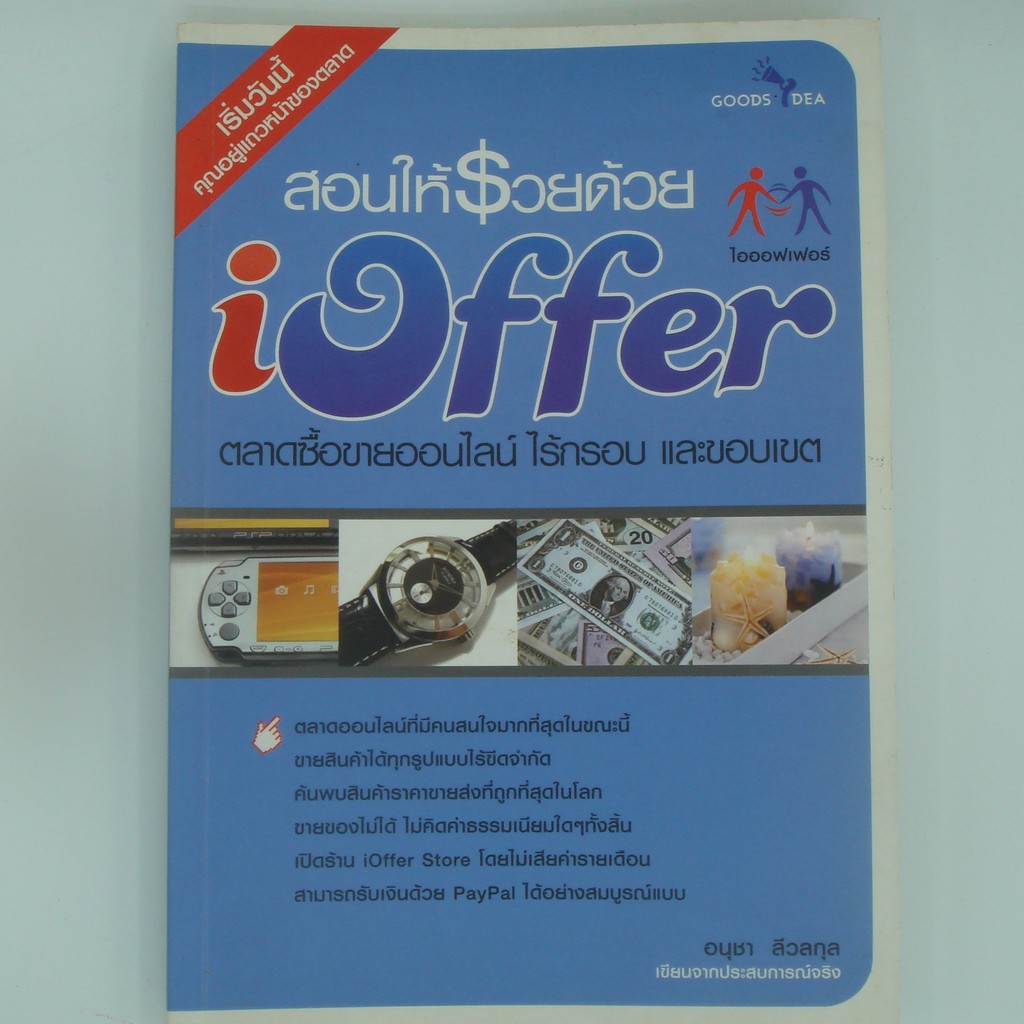 เริ่มวันนี้
คุณอยู่แถวหน้าของตลาด
GOODS IDEA
สอนให้$รวยด้วย
iOffer
ไอออฟเฟอร์
ตลาดซื้อขายออนไลน์ ไร้กรอบ และขอบเขต
PSP
20
ONE DOLLAR
ตลาดออนไลน์ที่มีคนสนใจมากที่สุดในขณะนี้
ขายสินค้าได้ทุกรูปแบบไร้ขีดจำกัด
ค้นพบสินค้าราคาขายส่งที่ถูกที่สุดในโลก
ขายของไม่ได้ ไม่คิดค่าธรรมเนียมใดๆทั้งสิ้น
เปิดร้าน iOffer Store โดยไม่เสียค่ารายเดือน
สามารถรับเงินด้วย PayPal ได้อย่างสมบูรณ์แบบ
อนุชา ลีวลกุล
เขียนจากประสบการณ์จริง